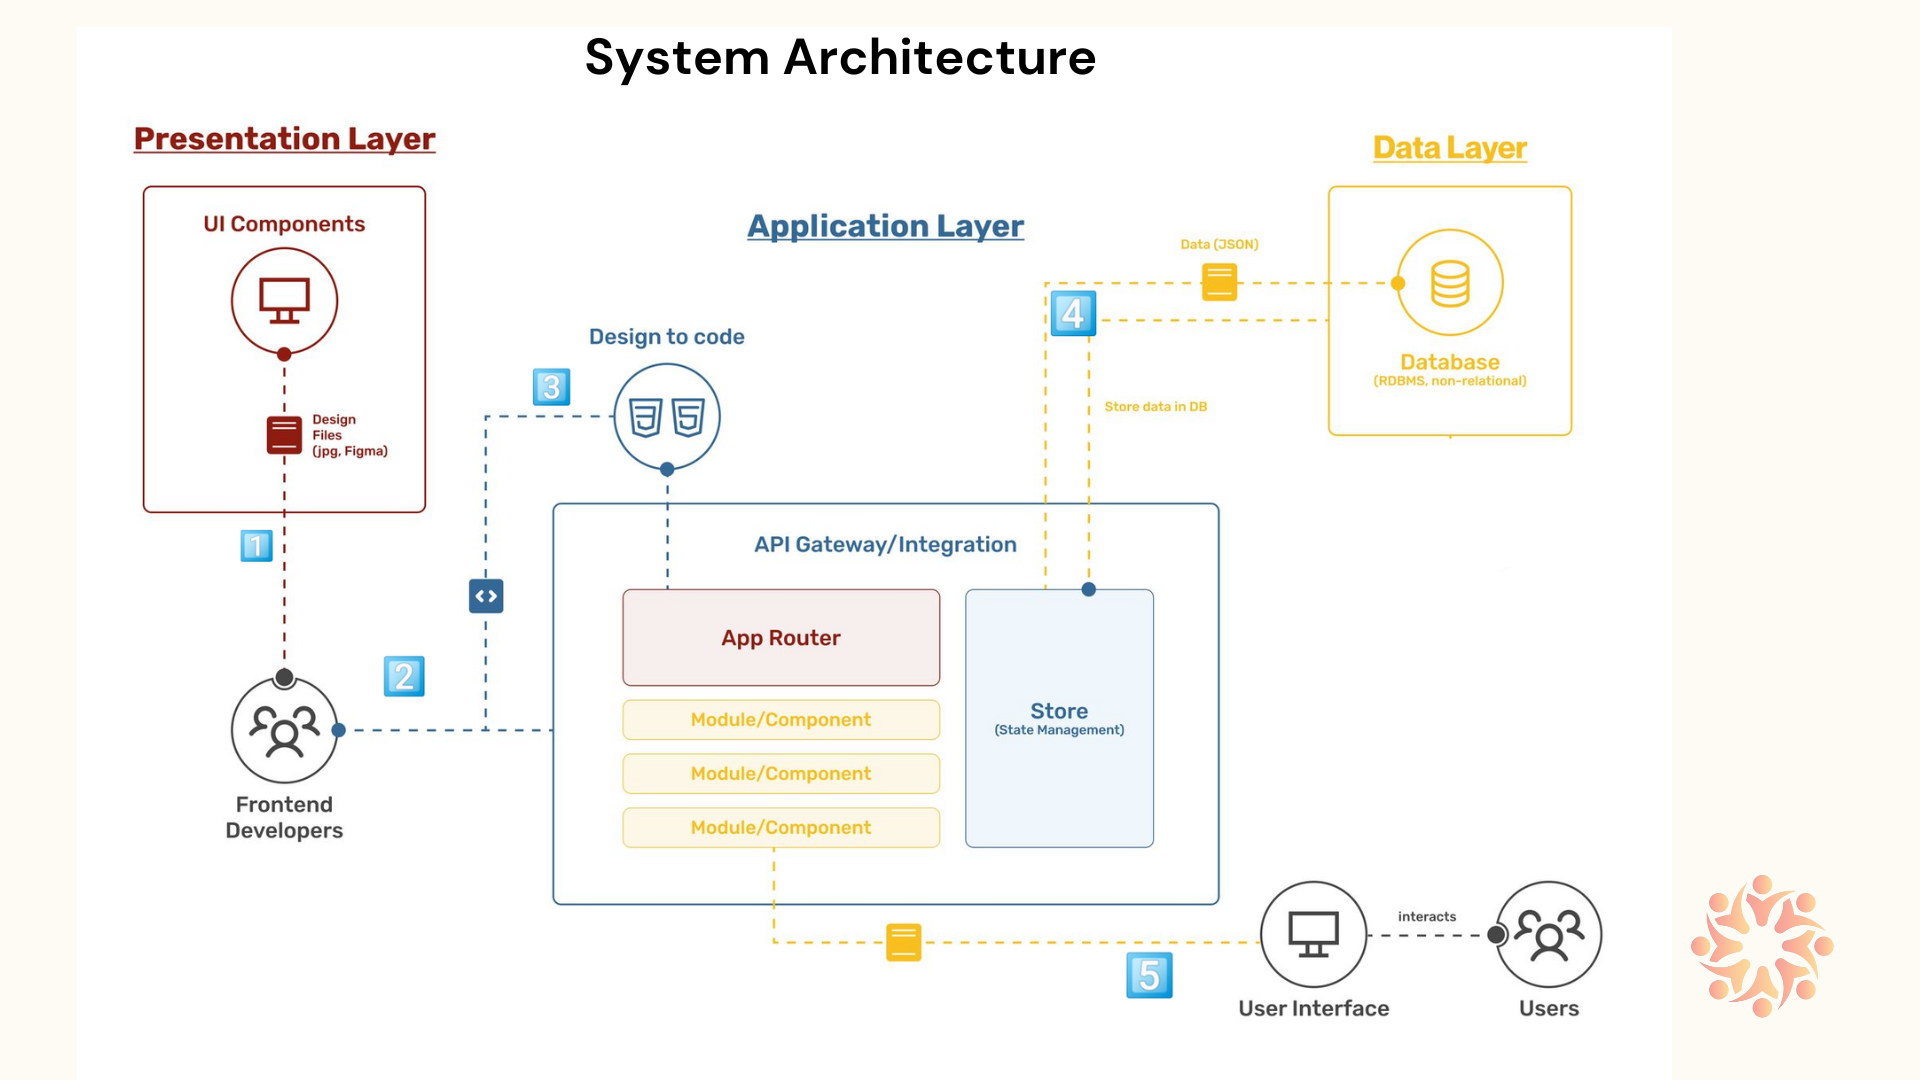 System Architecture
Presentation Layer
UI Components
Design
Files
(jpg, Figma)
1
2
Frontend
Developers
Application Layer
Design to code
3
API Gateway/Integration
App Router
Module/Component
Module/Component
Module/Component
Store
(State Management)
Data Layer
Data (JSON)
4
Store data in DB
Database
(RDBMS, non-relational)
5
User Interface
interacts
Users